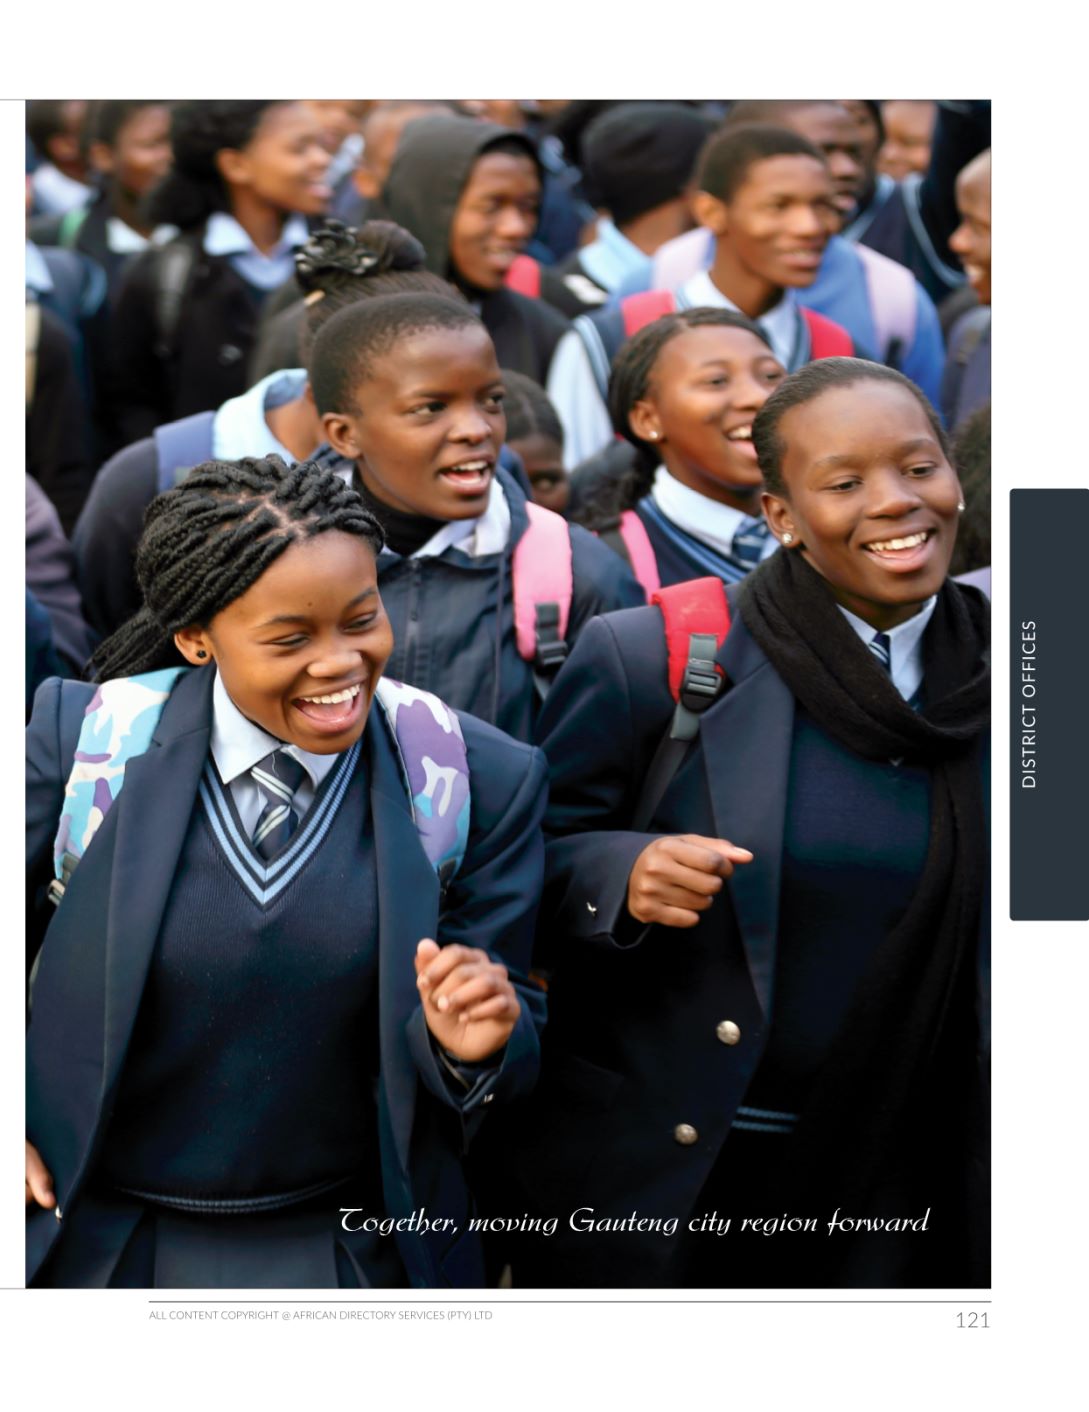 DISTRICT OFFICES
Together, moving Gauteng city region forward
ALL CONTENT COPYRIGHT @ AFRICAN DIRECTORY SERVICES (PTY) LTD
121